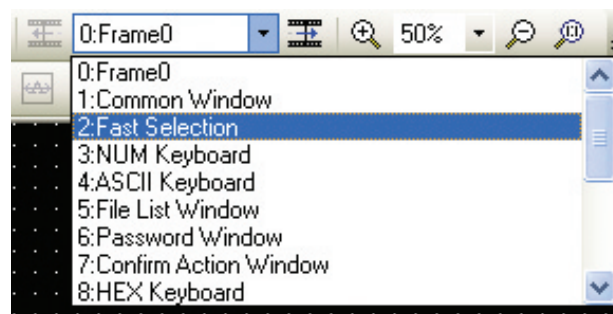 0:Frame0 50%
0:Frame0
1:Common Window
2:Fast Selection
3:NUM Keyboard
4:ASCII Keyboard
5:File List Window
6:Password Window
7:Confirm Action Window
8:HEX Keyboard